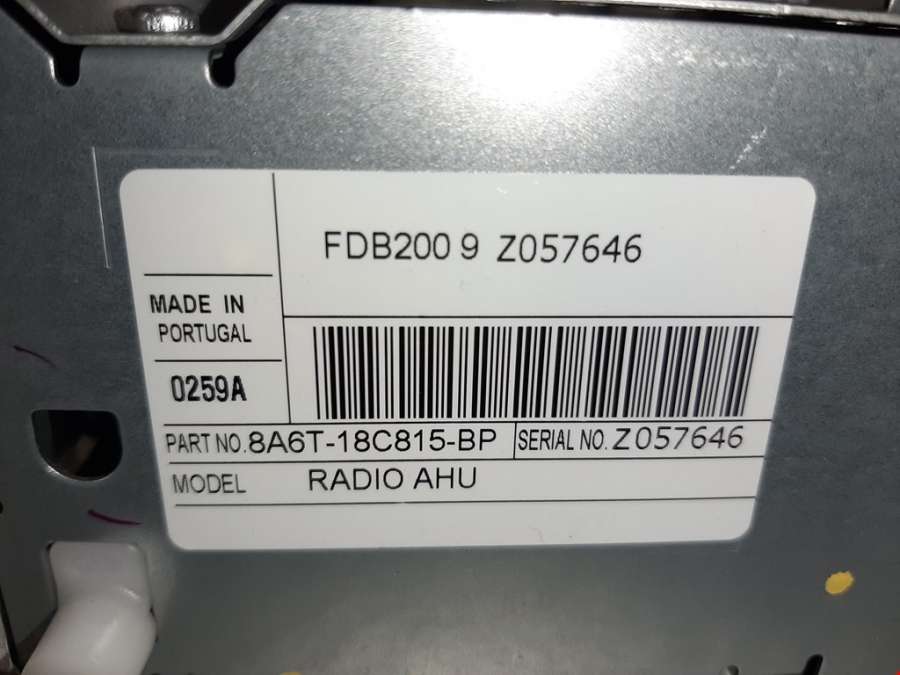 FDB200 9 Z057646
MADE IN
PORTUGAL
0259A
PART NO. 8A6T-18C815-BP SERIAL NO. Z057646
MODEL RADIO AHU